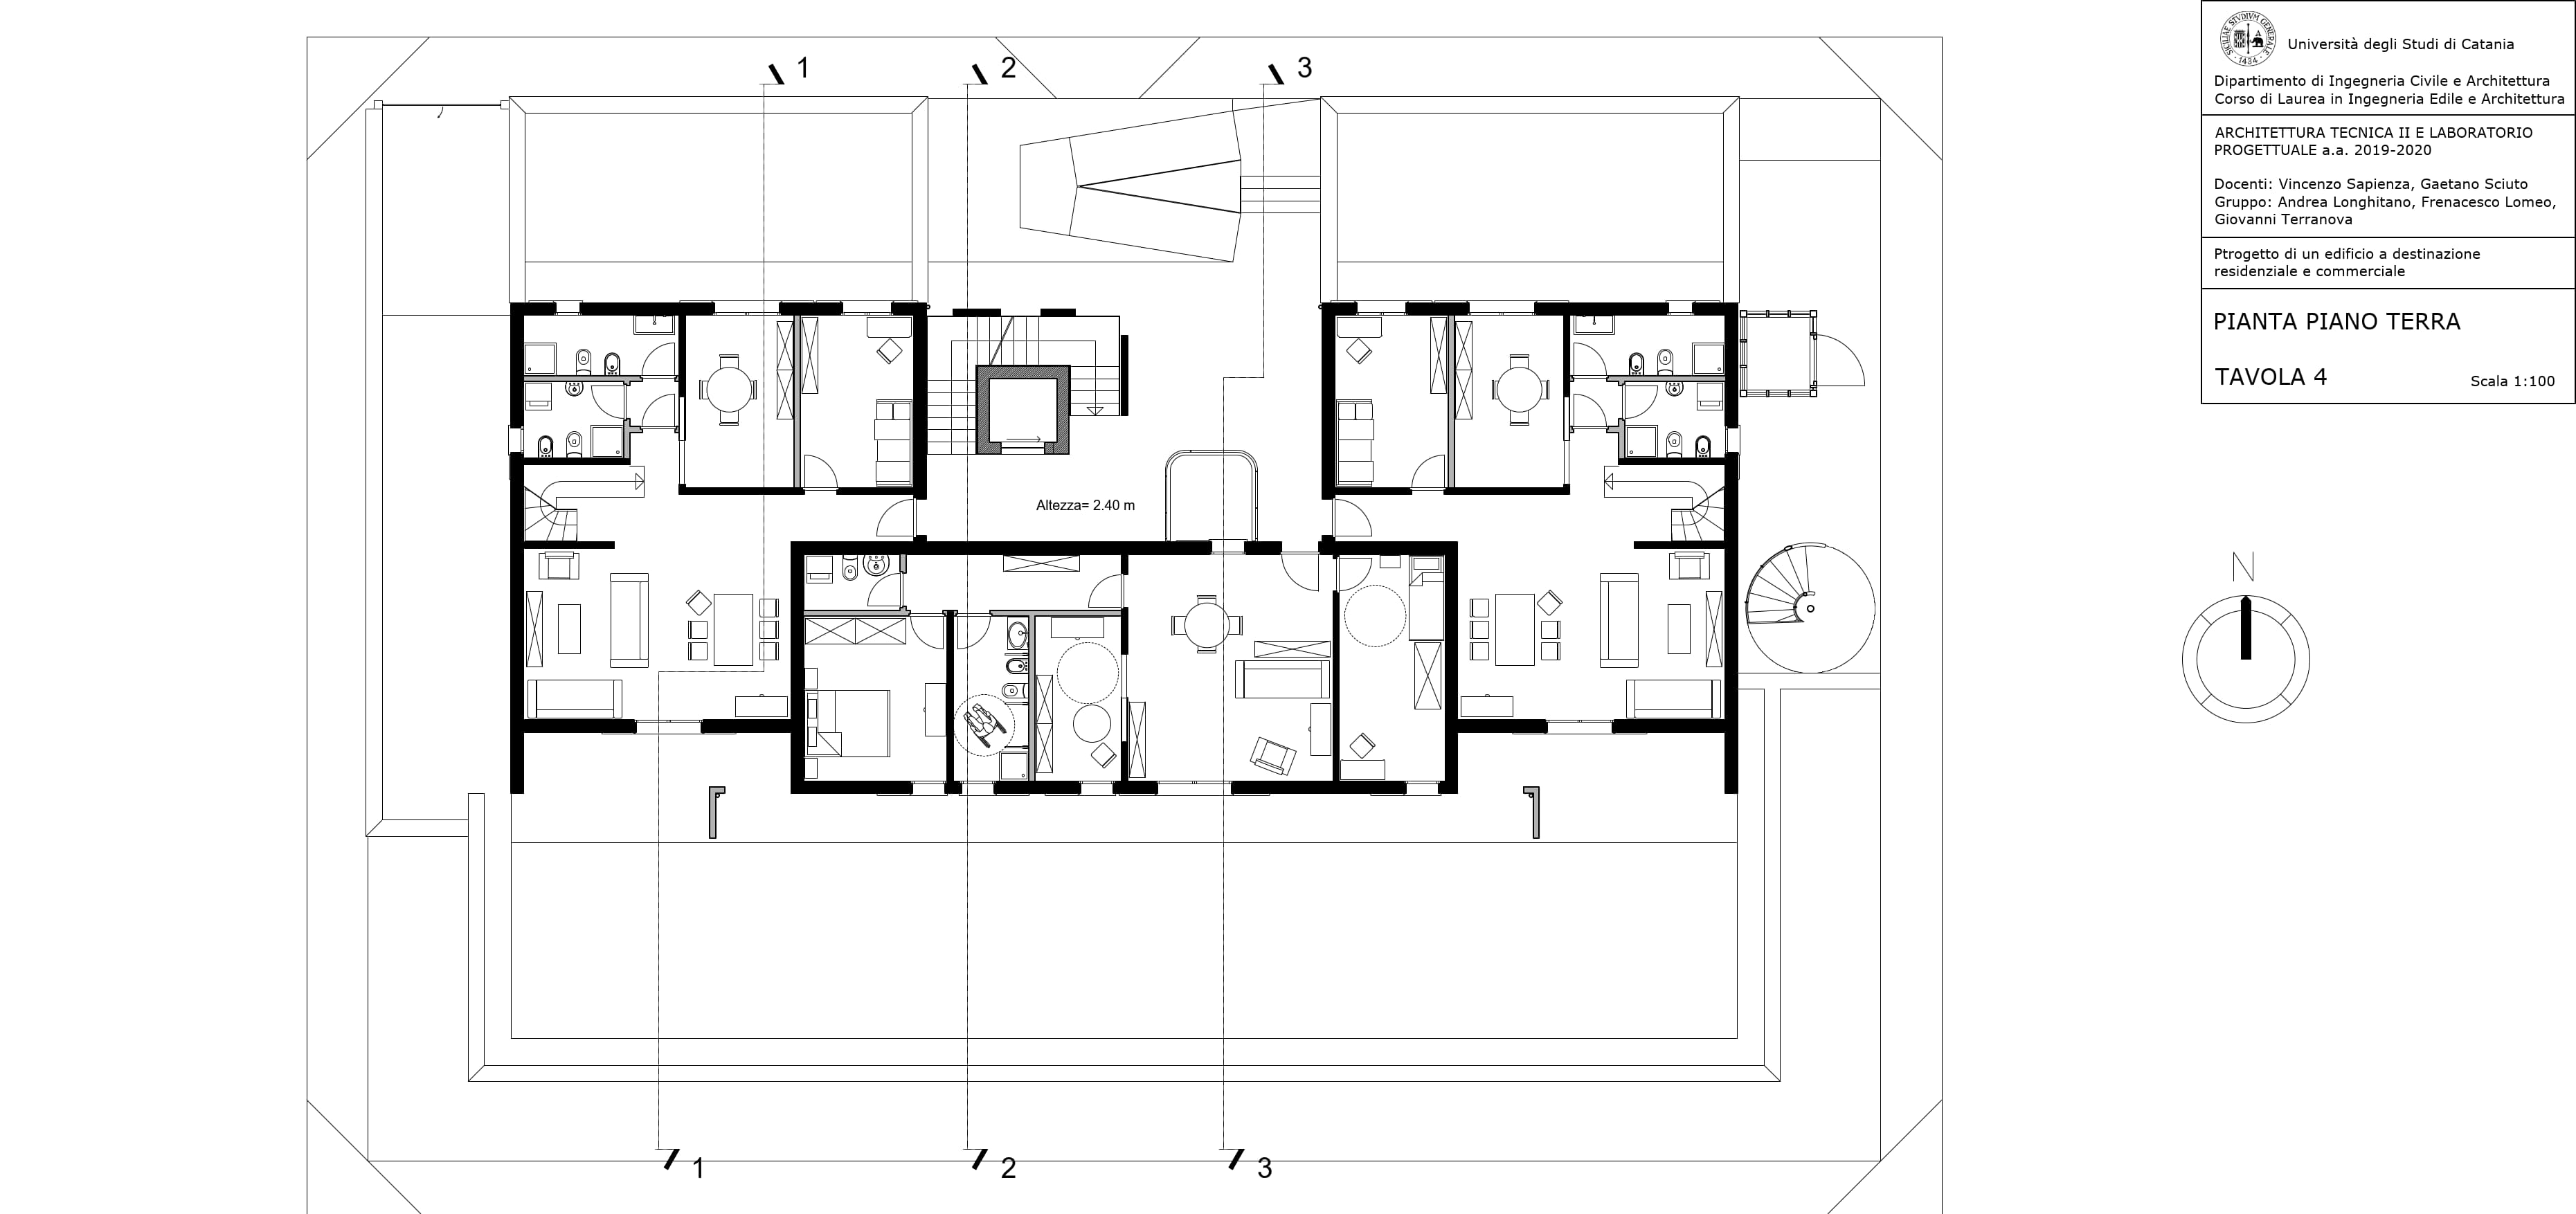 1
2
3
Altezza= 2.40 m
1
2
3
SICILIAE STVDIVM GENERALE
1434
Università degli Studi di Catania
Dipartimento di Ingegneria Civile e Architettura
Corso di Laurea in Ingegneria Edile e Architettura
ARCHITETTURA TECNICA II E LABORATORIO
PROGETTUALE a.a. 2019-2020
Docenti: Vincenzo Sapienza, Gaetano Sciuto
Gruppo: Andrea Longhitano, Frenacesco Lomeo,
Giovanni Terranova
Ptrogetto di un edificio a destinazione
residenziale e commerciale
PIANTA PIANO TERRA
TAVOLA 4
Scala 1:100
N